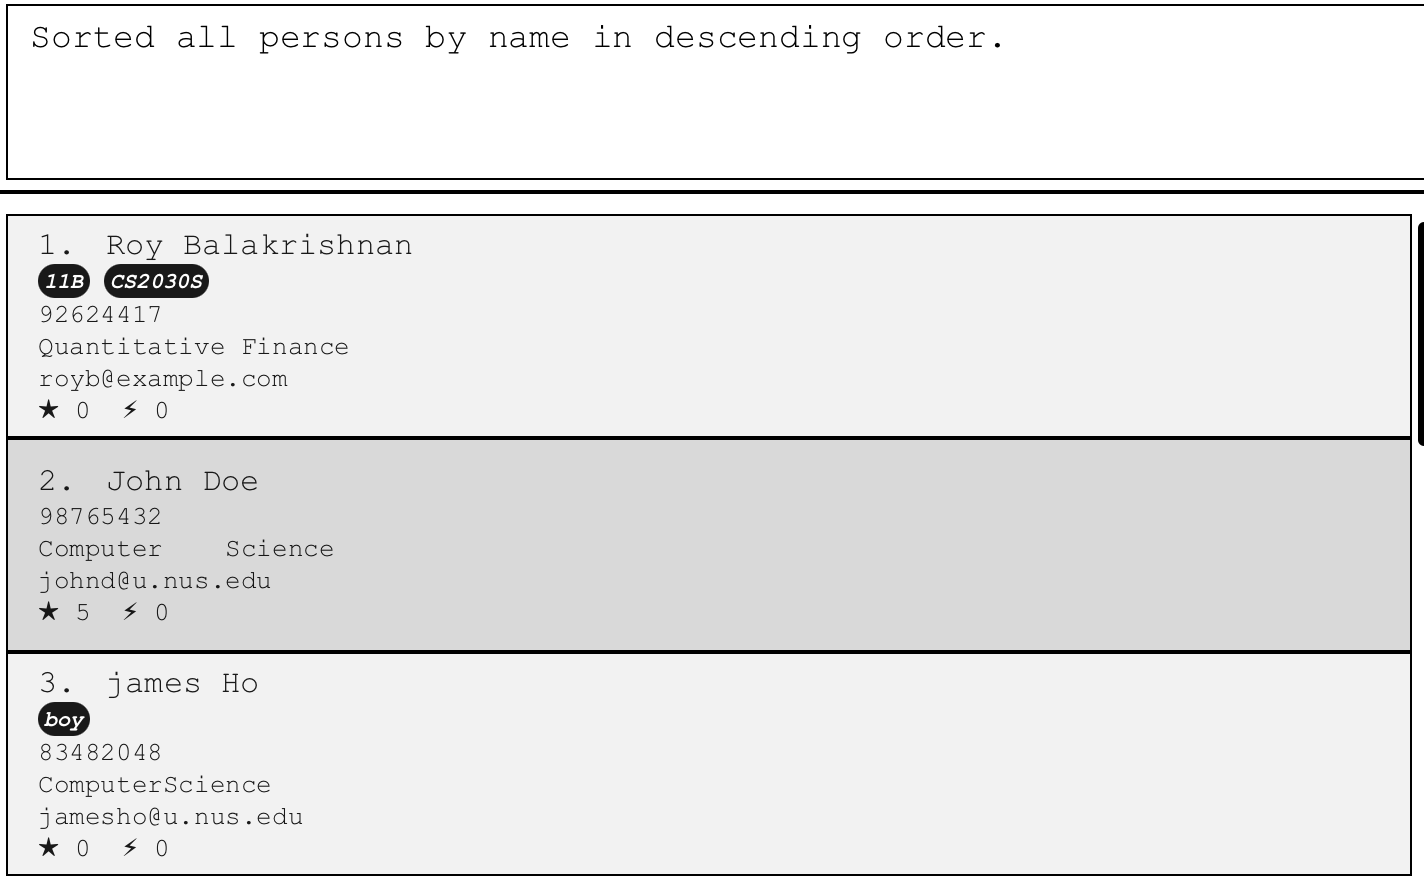 Sorted all persons by name in descending order.
1. Roy Balakrishnan
11B CS2030S
92624417
Quantitative Finance
royb@example.com
★ 0 ⚡ 0
2. John Doe
98765432
Computer    Science
johnd@u.nus.edu
★ 5 ⚡ 0
3. james Ho
boy
83482048
ComputerScience
jamesho@u.nus.edu
★ 0 ⚡ 0